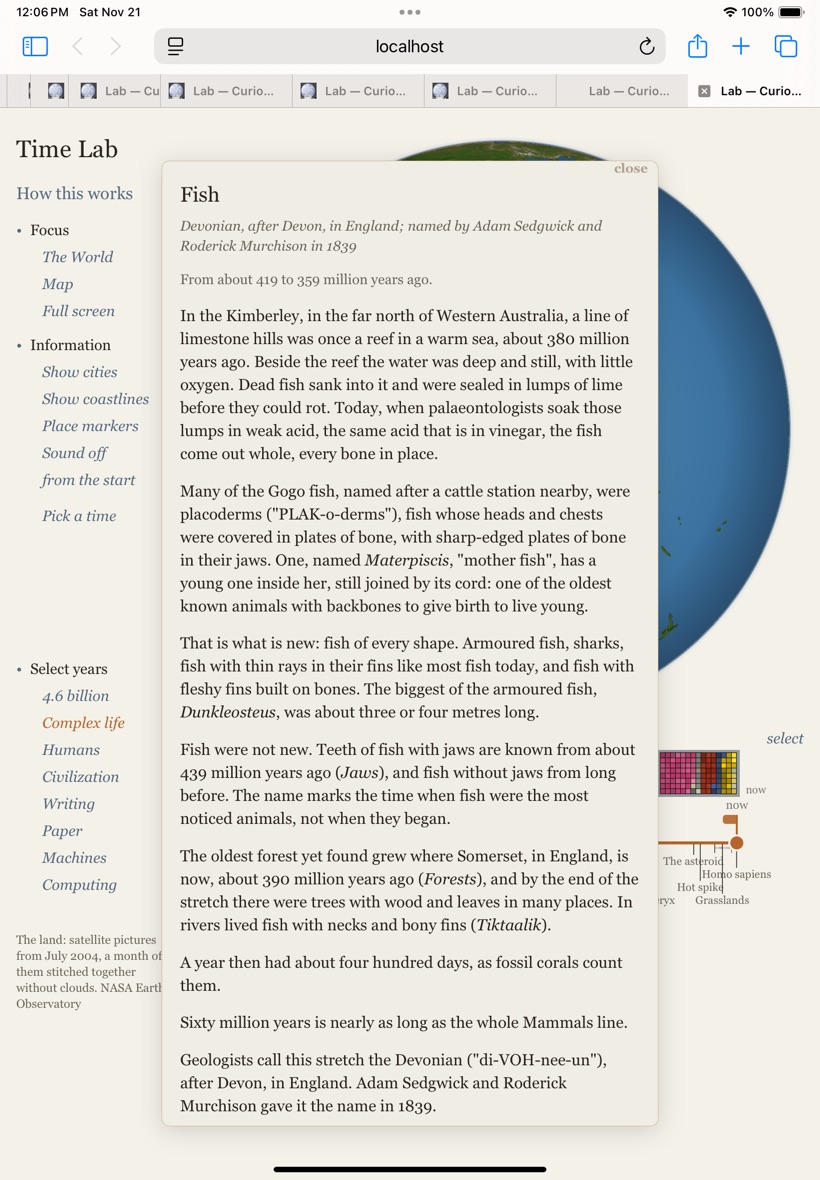 12:06 PM Sat Nov 21
100%
localhost
Lab — Cu
Lab — Curio...
Lab — Curio...
Lab — Curio...
Lab — Curio...
Lab — Curio...
Time Lab
How this works
• Focus
The World
Map
Full screen
• Information
Show cities
Show coastlines
Place markers
Sound off
from the start
Pick a time
• Select years
4.6 billion
Complex life
Humans
Civilization
Writing
Paper
Machines
Computing
The land: satellite pictures
from July 2004, a month of
them stitched together
without clouds. NASA Earth
Observatory
close
Fish
Devonian, after Devon, in England; named by Adam Sedgwick and
Roderick Murchison in 1839
From about 419 to 359 million years ago.
In the Kimberley, in the far north of Western Australia, a line of
limestone hills was once a reef in a warm sea, about 380 million
years ago. Beside the reef the water was deep and still, with little
oxygen. Dead fish sank into it and were sealed in lumps of lime
before they could rot. Today, when palaeontologists soak those
lumps in weak acid, the same acid that is in vinegar, the fish
come out whole, every bone in place.
Many of the Gogo fish, named after a cattle station nearby, were
placoderms ("PLAK-o-derms"), fish whose heads and chests
were covered in plates of bone, with sharp-edged plates of bone
in their jaws. One, named Materpiscis, "mother fish", has a
young one inside her, still joined by its cord: one of the oldest
known animals with backbones to give birth to live young.
That is what is new: fish of every shape. Armoured fish, sharks,
fish with thin rays in their fins like most fish today, and fish with
fleshy fins built on bones. The biggest of the armoured fish,
Dunkleosteus, was about three or four metres long.
Fish were not new. Teeth of fish with jaws are known from about
439 million years ago (Jaws), and fish without jaws from long
before. The name marks the time when fish were the most
noticed animals, not when they began.
The oldest forest yet found grew where Somerset, in England, is
now, about 390 million years ago (Forests), and by the end of the
stretch there were trees with wood and leaves in many places. In
rivers lived fish with necks and bony fins (Tiktaalik).
A year then had about four hundred days, as fossil corals count
them.
Sixty million years is nearly as long as the whole Mammals line.
Geologists call this stretch the Devonian ("di-VOH-nee-un"),
after Devon, in England. Adam Sedgwick and Roderick
Murchison gave it the name in 1839.
select
now
now
The asteroid
Homo sapiens
Hot spike
eryx
Grasslands